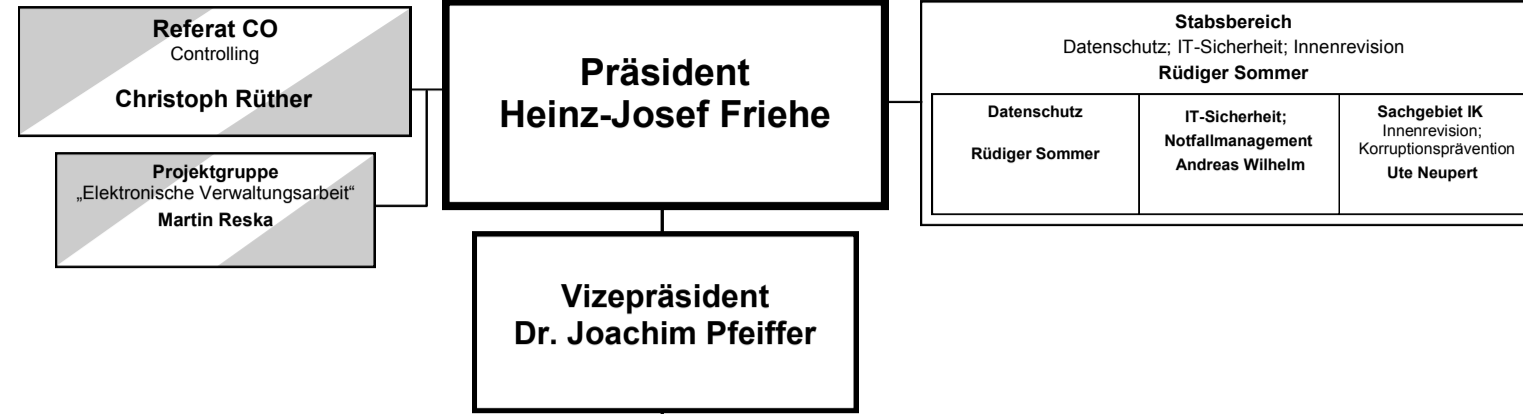 Referat CO
Controlling
Christoph Rüther
Projektgruppe
„Elektronische Verwaltungsarbeit“
Martin Reska
Präsident
Heinz-Josef Friehe
Vizepräsident
Dr. Joachim Pfeiffer
Stabsbereich
Datenschutz; IT-Sicherheit; Innenrevision
Rüdiger Sommer
Datenschutz
Rüdiger Sommer
IT-Sicherheit;
Notfallmanagement
Andreas Wilhelm
Sachgebiet IK
Innenrevision;
Korruptionsprävention
Ute Neupert